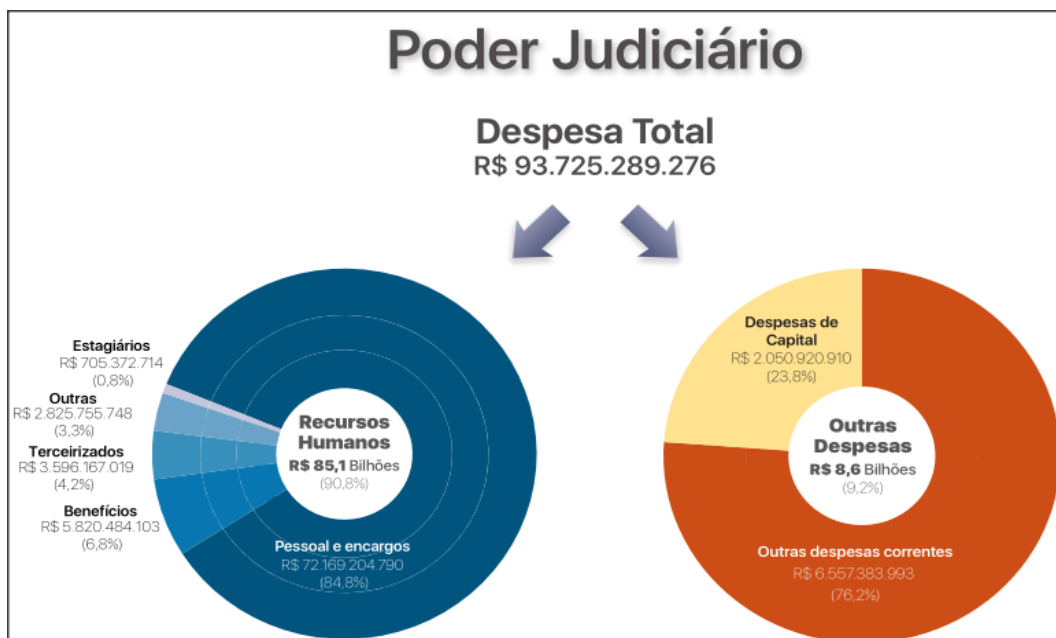 Poder Judiciário
Despesa Total
R$ 93.725.289.276
Estagiários
R$ 705.372.714
(0,8%)
Outras
R$ 2.825.755.748
(3,3%)
Terceirizados
R$ 3.596.167.019
(4,2%)
Benefícios
R$ 5.820.484.103
(6,8%)
Recursos
Humanos
R$ 85,1 Bilhões
(90,8%)
Pessoal e encargos
R$ 72.169.204.790
(84,8%)
Despesas de
Capital
R$ 2.050.920.910
(23,8%)
Outras
Despesas
R$ 8,6 Bilhões
(9,2%)
Outras despesas correntes
R$ 6.557.383.993
(76,2%)